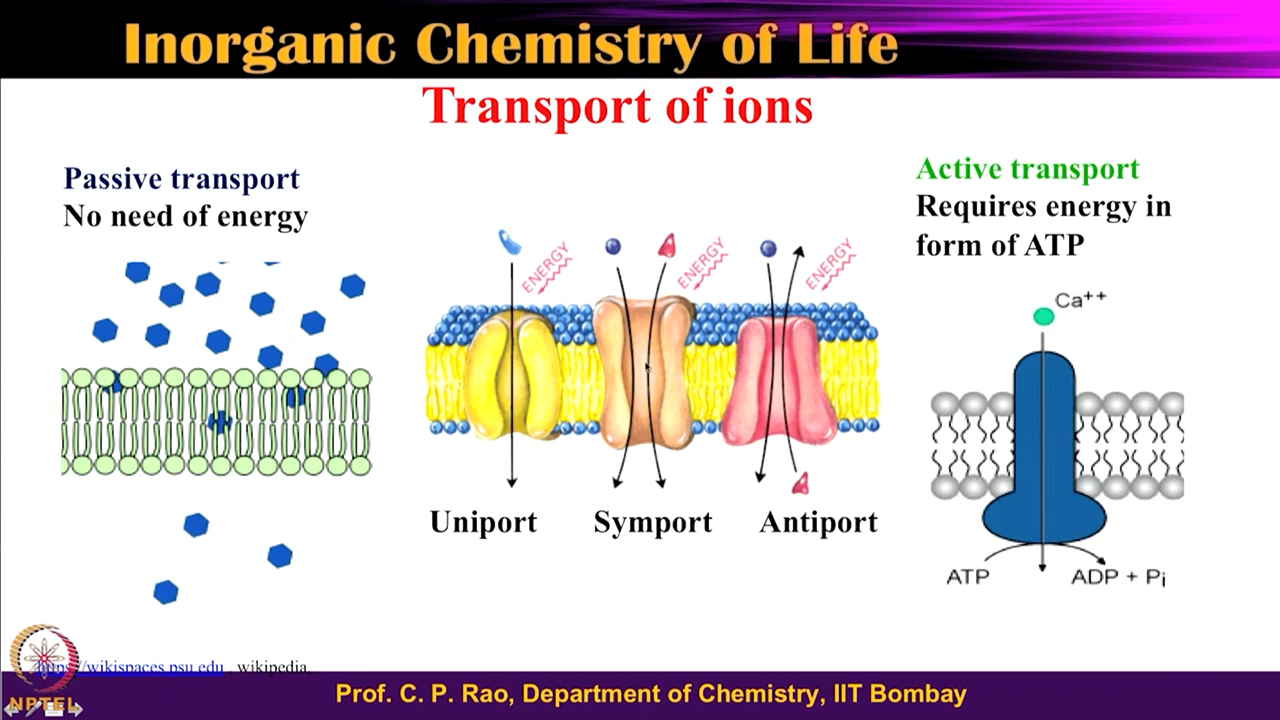 Inorganic Chemistry of Life
Transport of ions
Passive transport
No need of energy
Active transport
Requires energy in
form of ATP
ENERGY
ENERGY
ENERGY
Ca++
Uniport
Symport
Antiport
ATP
ADP + Pi
https://wikispaces.psu.edu , wikipedia,
NPTEL
Prof. C. P. Rao, Department of Chemistry, IIT Bombay